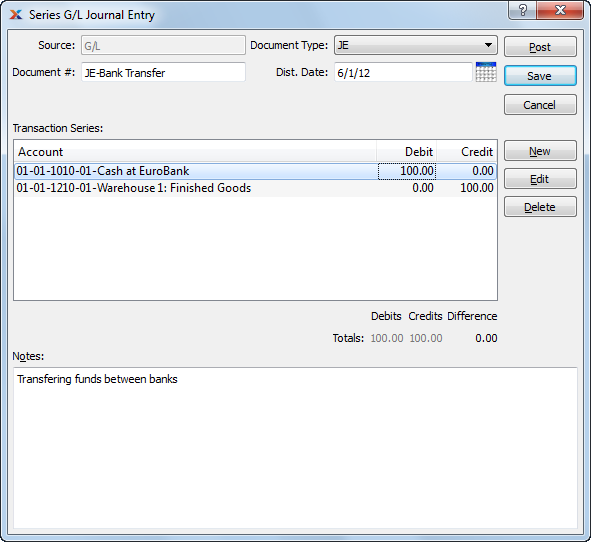 Series G/L Journal Entry
Source: G/L Document Type: JE Post
Document #: JE-Bank Transfer Dist. Date: 6/1/12 Save
Cancel
Transaction Series:
Account Debit Credit New
01-01-1010-01-Cash at EuroBank 100.00 0.00 Edit
01-01-1210-01-Warehouse 1: Finished Goods 0.00 100.00 Delete
Debits Credits Difference
Totals: 100.00 100.00 0.00
Notes:
Transfering funds between banks